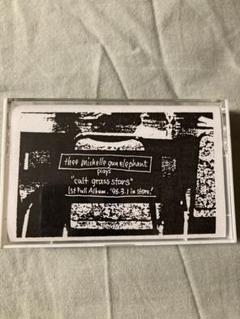 thee michelle gun elephant
plays
"cult grass stars"
1st Full Album '96.3.1 in store!